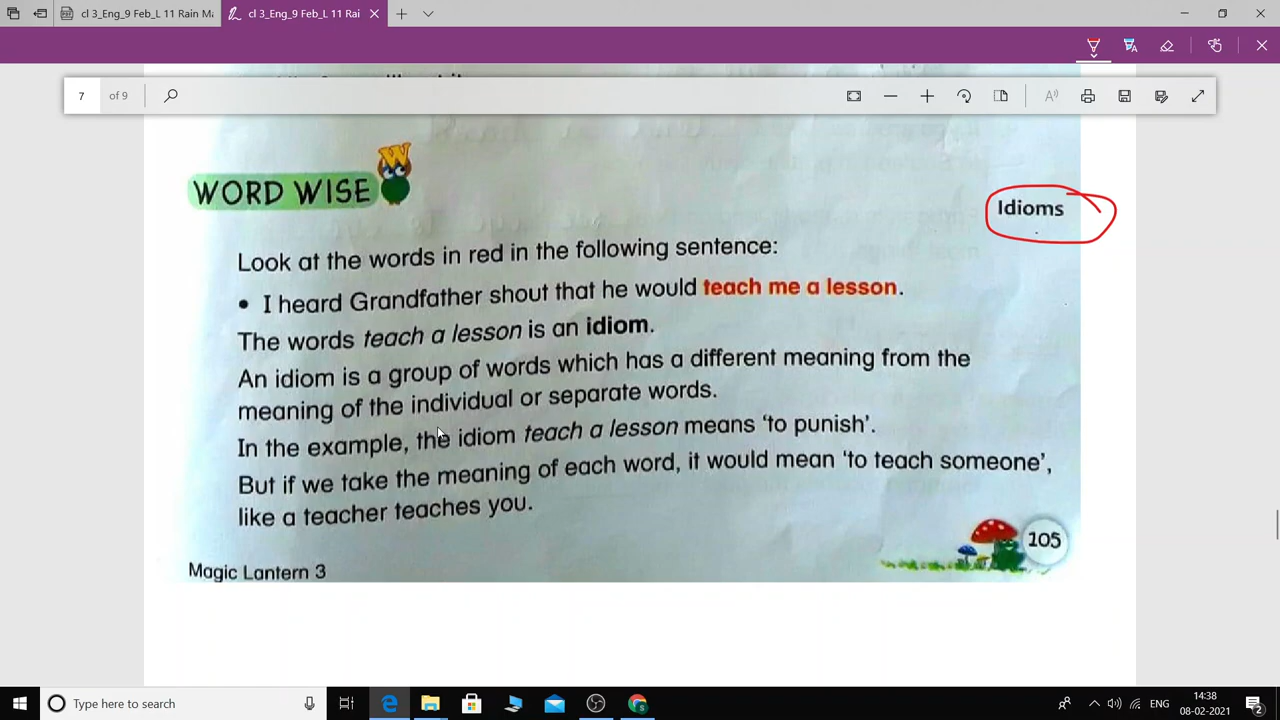 cl 3_Eng_9 Feb_L 11 Rain Ma
cl 3_Eng_9 Feb_L 11 Rai
7 of 9
W
WORD WISE
Idioms
Look at the words in red in the following sentence:
• I heard Grandfather shout that he would teach me a lesson.
The words teach a lesson is an idiom.
An idiom is a group of words which has a different meaning from the
meaning of the individual or separate words.
In the example, the idiom teach a lesson means ‘to punish’.
But if we take the meaning of each word, it would mean ‘to teach someone’,
like a teacher teaches you.
105
Magic Lantern 3
Type here to search
ENG
14:38
08-02-2021
2